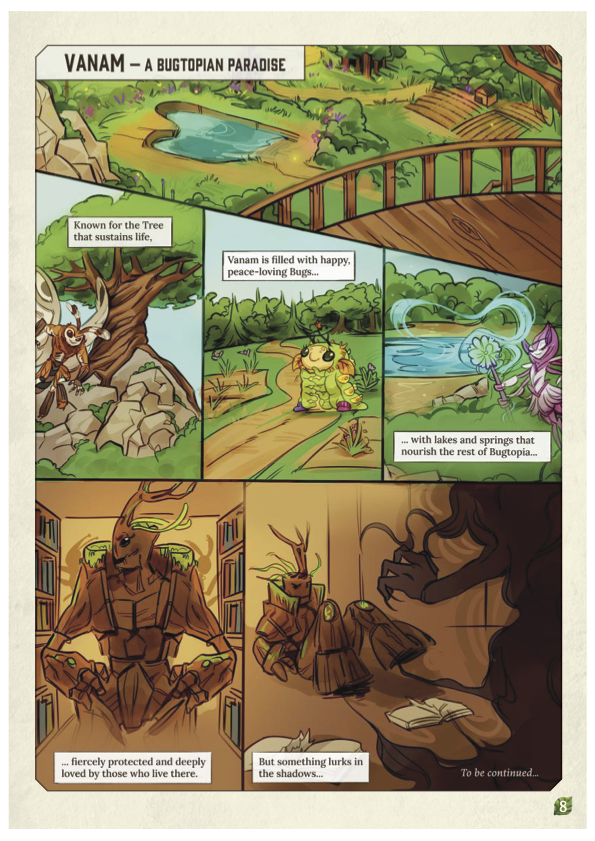 VANAM – A BUGTOPIAN PARADISE
Known for the Tree
that sustains life,
Vanam is filled with happy,
peace-loving Bugs...
... with lakes and springs that
nourish the rest of Bugtopia...
... fiercely protected and deeply
loved by those who live there.
But something lurks in
the shadows...
To be continued...
8